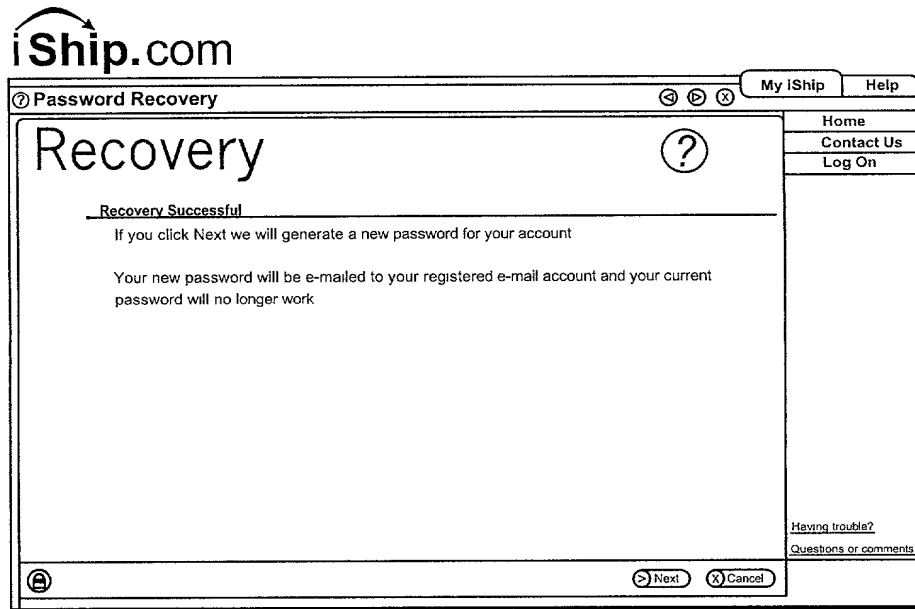 iShip.com
My iShip Help
? Password Recovery X
Home
Contact Us
Log On
Recovery ?
Recovery Successful
If you click Next we will generate a new password for your account
Your new password will be e-mailed to your registered e-mail account and your current
password will no longer work
Having trouble?
Questions or comments
> Next X Cancel